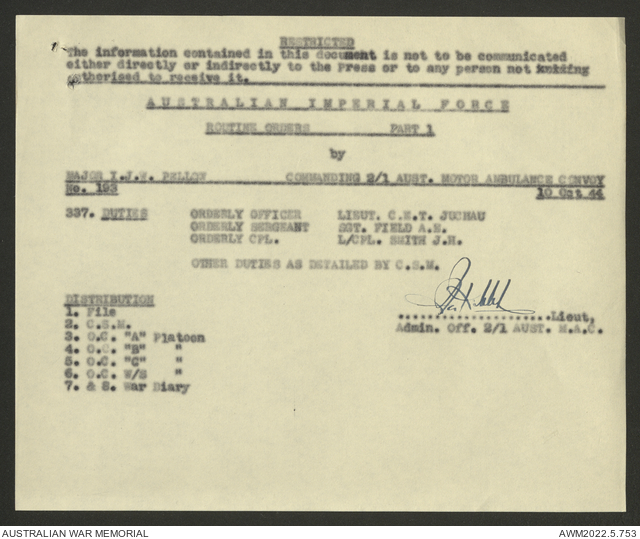 RESTRICTED
The information contained in this document is not to be communicated
either directly or indirectly to the Press or to any person not
authorised to receive it.
AUSTRALIAN IMPERIAL FORCE
ROUTINE ORDERS PART 1
by
MAJOR I.J.W. PELLOW COMMANDING 2/1 AUST. MOTOR AMBULANCE CONVOY
No. 193 10 Oct 44
337. DUTIES ORDERLY OFFICER LIEUT. C.E.T. JUCHAU
ORDERLY SERGEANT SGT. FIELD A.E.
ORDERLY CPL. L/CPL. SMITH J.H.
OTHER DUTIES AS DETAILED BY C.S.M.
DISTRIBUTION
1. File
2. C.S.M.
3. O.C. "A" Platoon
4. O.C. "B" "
5. O.C. "C" "
6. O.C. W/S "
7. & 8. War Diary
....................Lieut,
Admin. Off. 2/1 AUST. M.A.C.
AUSTRALIAN WAR MEMORIAL AWM2022.5.753